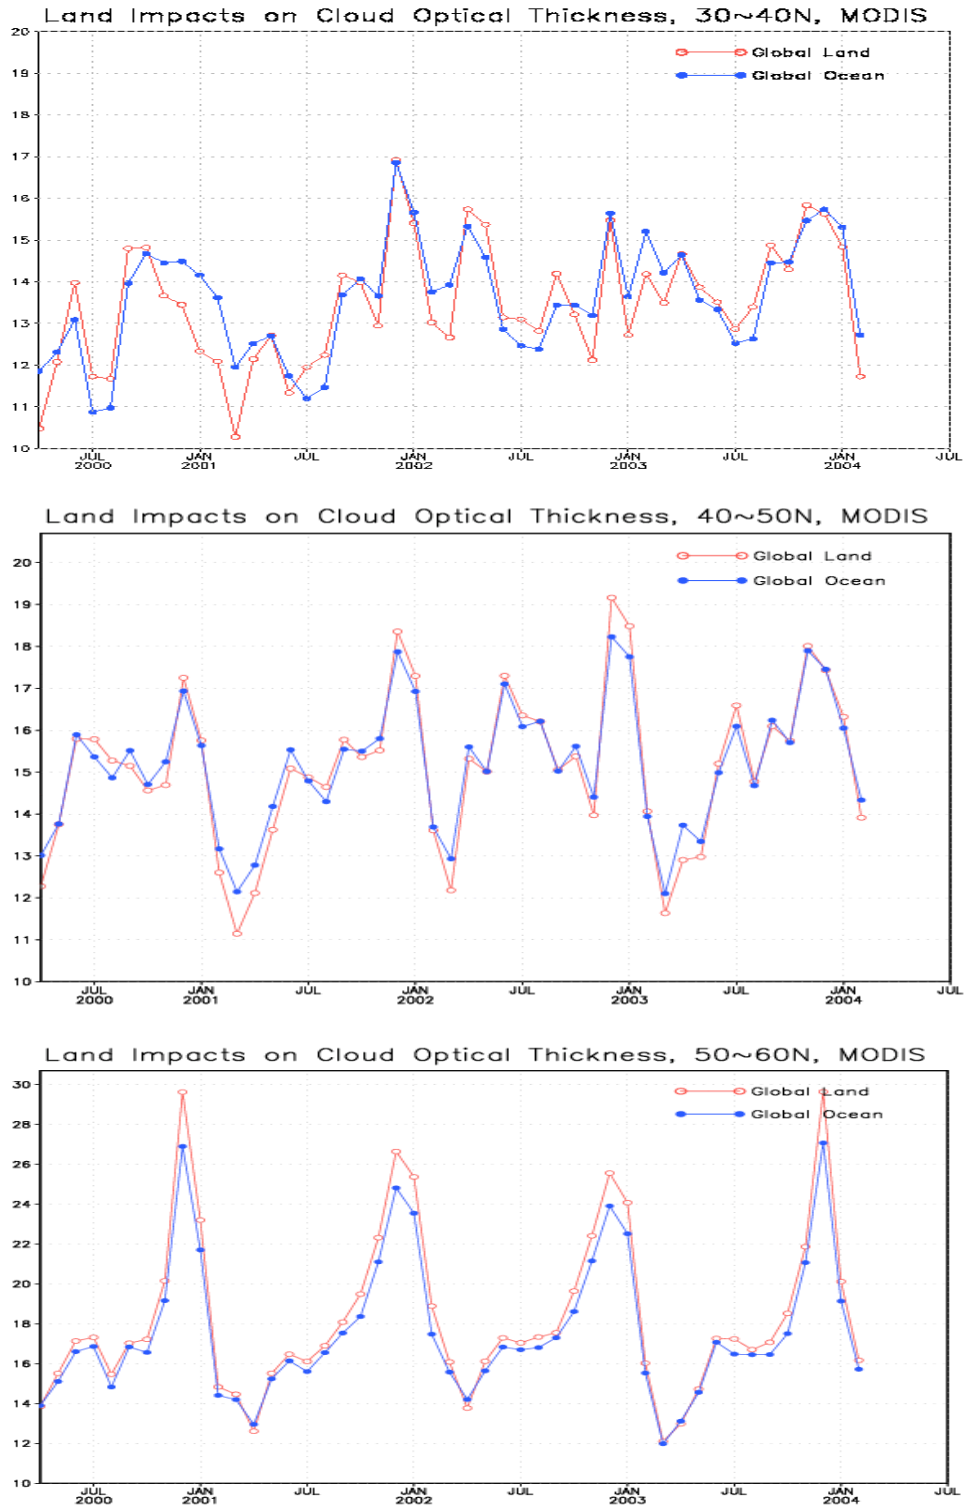 Land Impacts on Cloud Optical Thickness, 30~40N, MODIS
20
Global Land
19
Global Ocean
18
17
16
15
14
13
12
11
10
JUL JAN JUL JAN JUL JAN JUL JAN JUL
2000 2001 2002 2003 2004
Land Impacts on Cloud Optical Thickness, 40~50N, MODIS
Global Land
20
Global Ocean
19
18
17
16
15
14
13
12
11
10
JUL JAN JUL JAN JUL JAN JUL JAN JUL
2000 2001 2002 2003 2004
Land Impacts on Cloud Optical Thickness, 50~60N, MODIS
30
Global Land
Global Ocean
28
26
24
22
20
18
16
14
12
10
JUL JAN JUL JAN JUL JAN JUL JAN JUL
2000 2001 2002 2003 2004